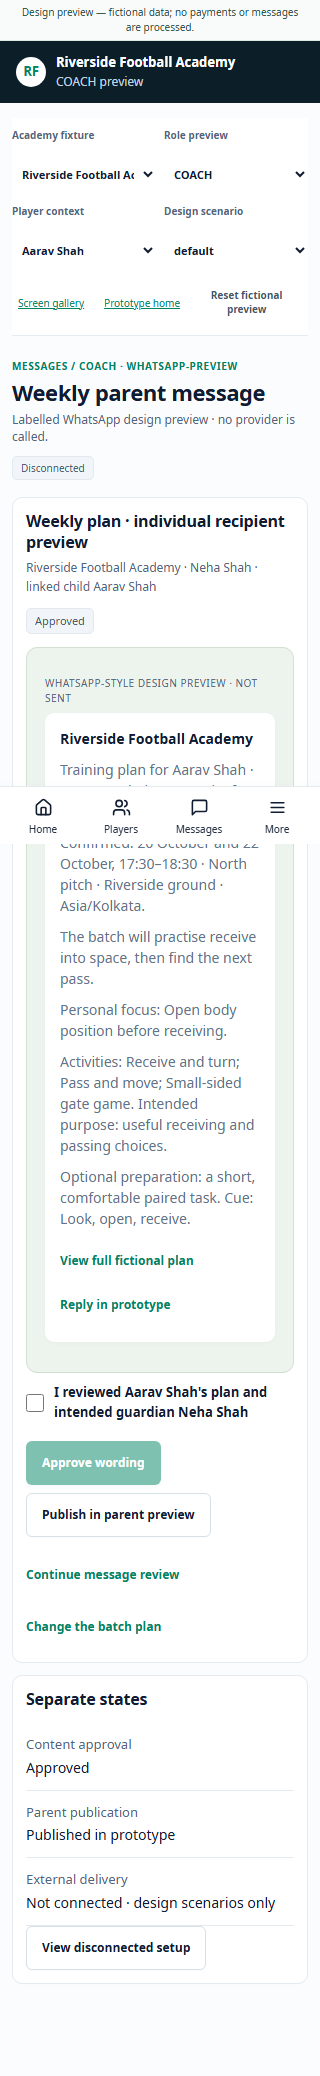 Design preview — fictional data; no payments or messages
are processed.
RF
Riverside Football Academy
COACH preview
Academy fixture
Role preview
Riverside Football Ac
COACH
Player context
Design scenario
Aarav Shah
default
Screen gallery
Prototype home
Reset fictional
preview
MESSAGES / COACH · WHATSAPP-PREVIEW
Weekly parent message
Labelled WhatsApp design preview · no provider is
called.
Disconnected
Weekly plan · individual recipient
preview
Riverside Football Academy · Neha Shah ·
linked child Aarav Shah
Approved
WHATSAPP-STYLE DESIGN PREVIEW · NOT
SENT
Riverside Football Academy
Training plan for Aarav Shah ·
Home
Players
Messages
More
Confirmed: 20 October and 22
October, 17:30–18:30 · North
pitch · Riverside ground ·
Asia/Kolkata.
The batch will practise receive
into space, then find the next
pass.
Personal focus: Open body
position before receiving.
Activities: Receive and turn;
Pass and move; Small-sided
gate game. Intended
purpose: useful receiving and
passing choices.
Optional preparation: a short,
comfortable paired task. Cue:
Look, open, receive.
View full fictional plan
Reply in prototype
I reviewed Aarav Shah's plan and
intended guardian Neha Shah
Approve wording
Publish in parent preview
Continue message review
Change the batch plan
Separate states
Content approval
Approved
Parent publication
Published in prototype
External delivery
Not connected · design scenarios only
View disconnected setup